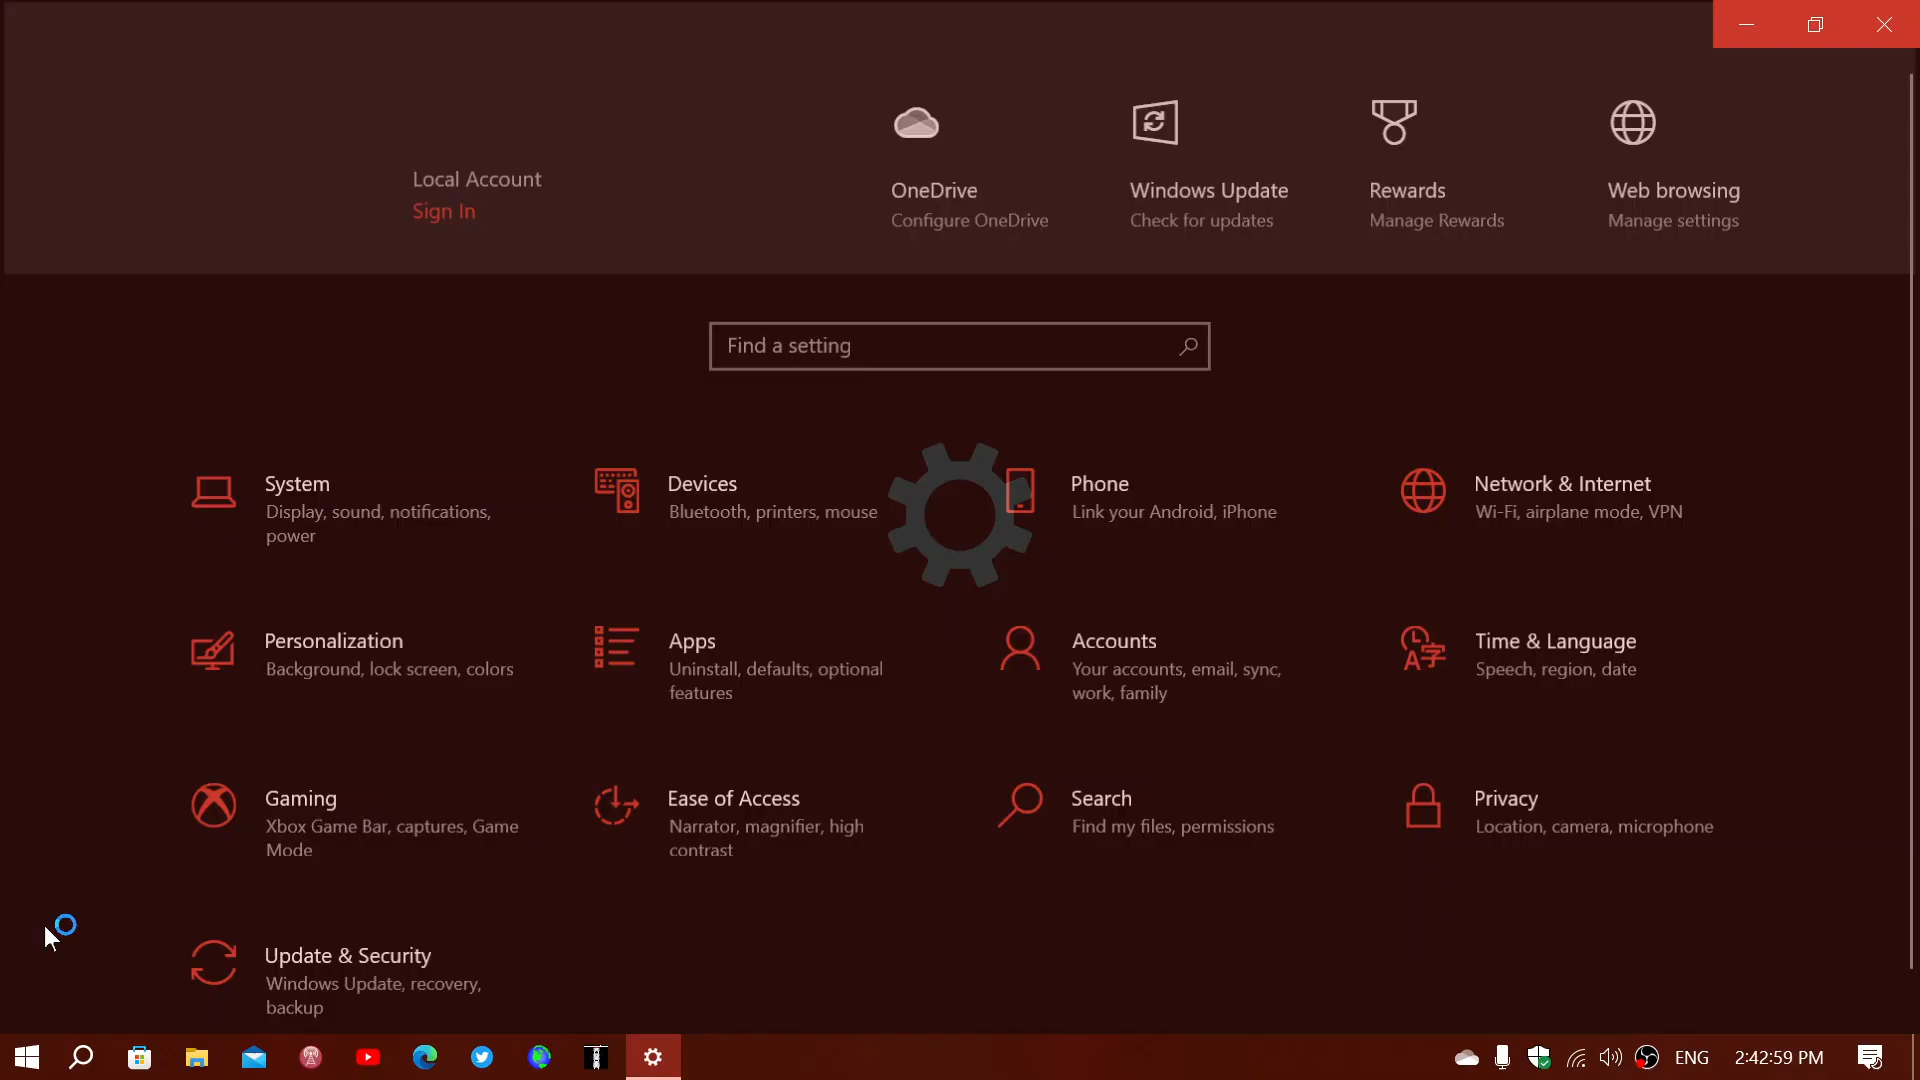 Local Account
Sign In
OneDrive
Configure OneDrive
Windows Update
Check for updates
Rewards
Manage Rewards
Web browsing
Manage settings
Find a setting
System
Display, sound, notifications,
power
Devices
Bluetooth, printers, mouse
Phone
Link your Android, iPhone
Network & Internet
Wi-Fi, airplane mode, VPN
Personalization
Background, lock screen, colors
Apps
Uninstall, defaults, optional
features
Accounts
Your accounts, email, sync,
work, family
Time & Language
Speech, region, date
Gaming
Xbox Game Bar, captures, Game
Mode
Ease of Access
Narrator, magnifier, high
contrast
Search
Find my files, permissions
Privacy
Location, camera, microphone
Update & Security
Windows Update, recovery,
backup
ENG
2:42:59 PM